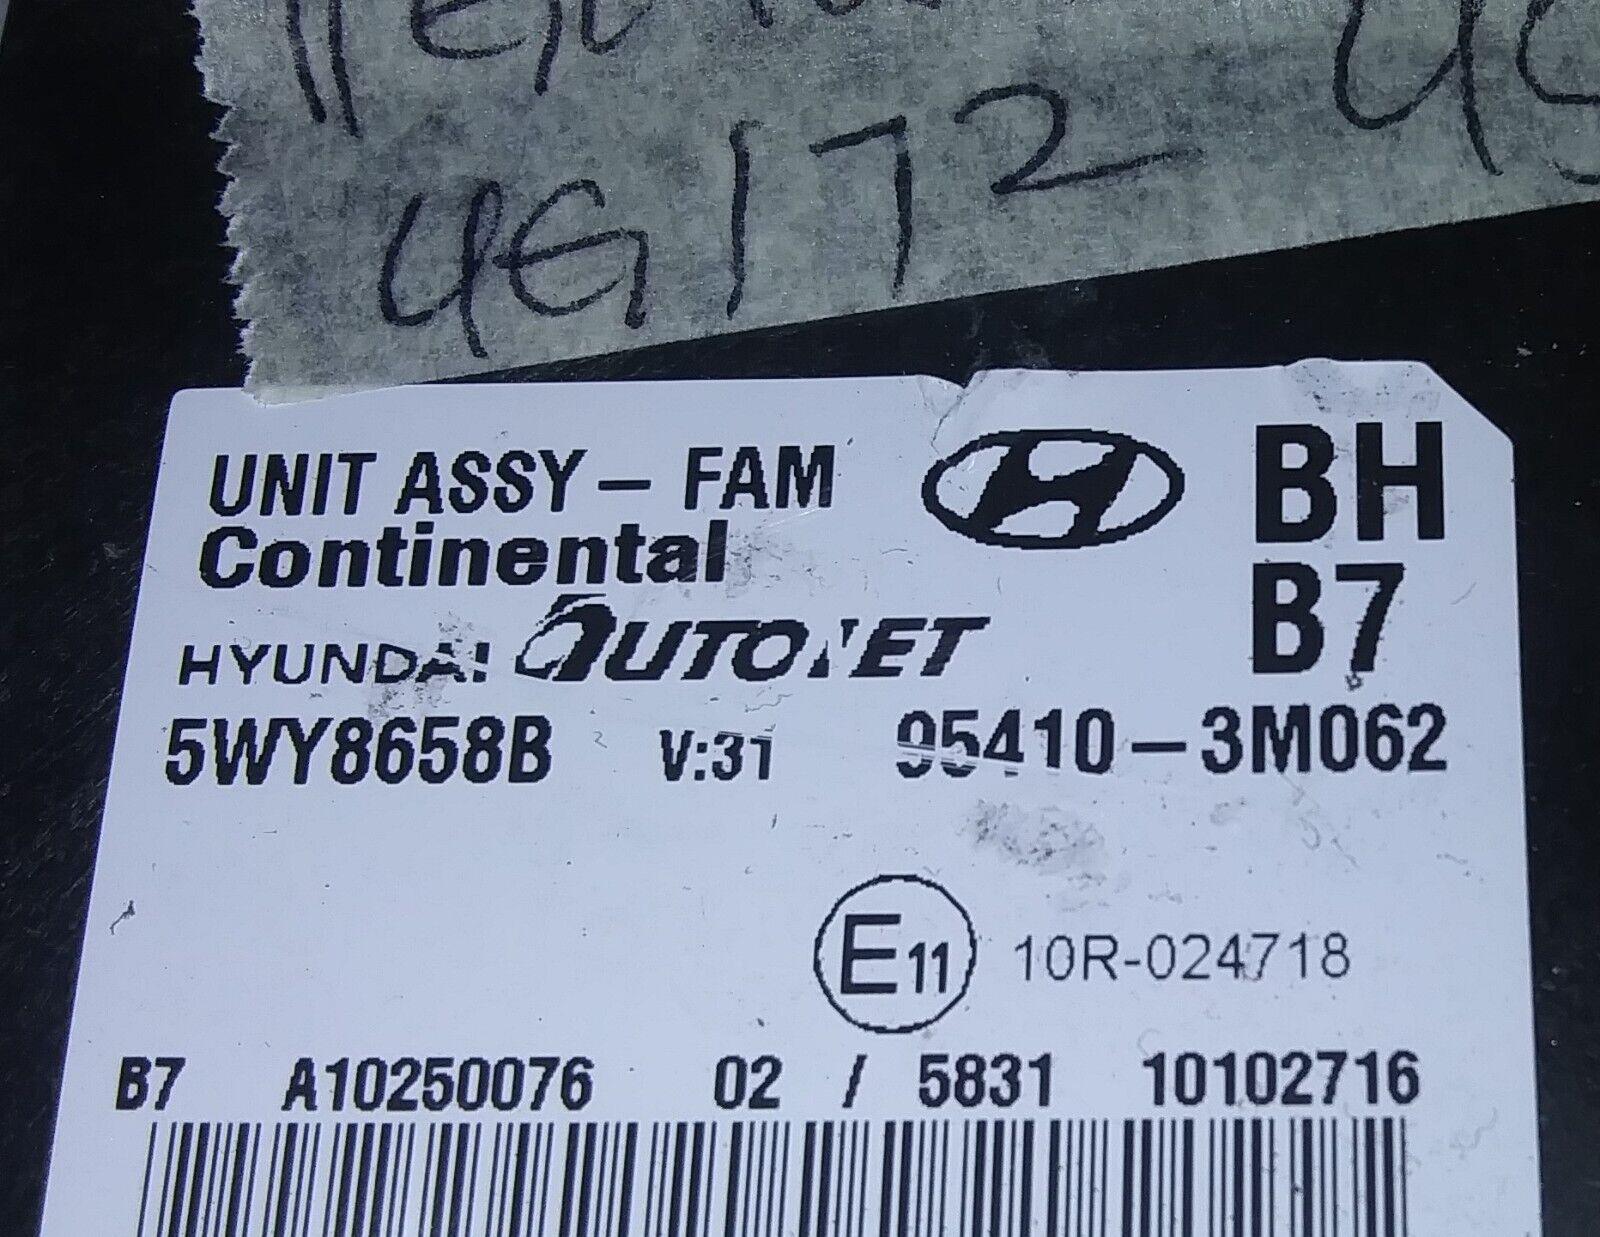 4G172
UNIT ASSY – FAM
Continental
BH
B7
HYUNDAI AUTONET
5WY8658B V:31 95410–3M062
E11 10R-024718
B7 A10250076 02 / 5831 10102716